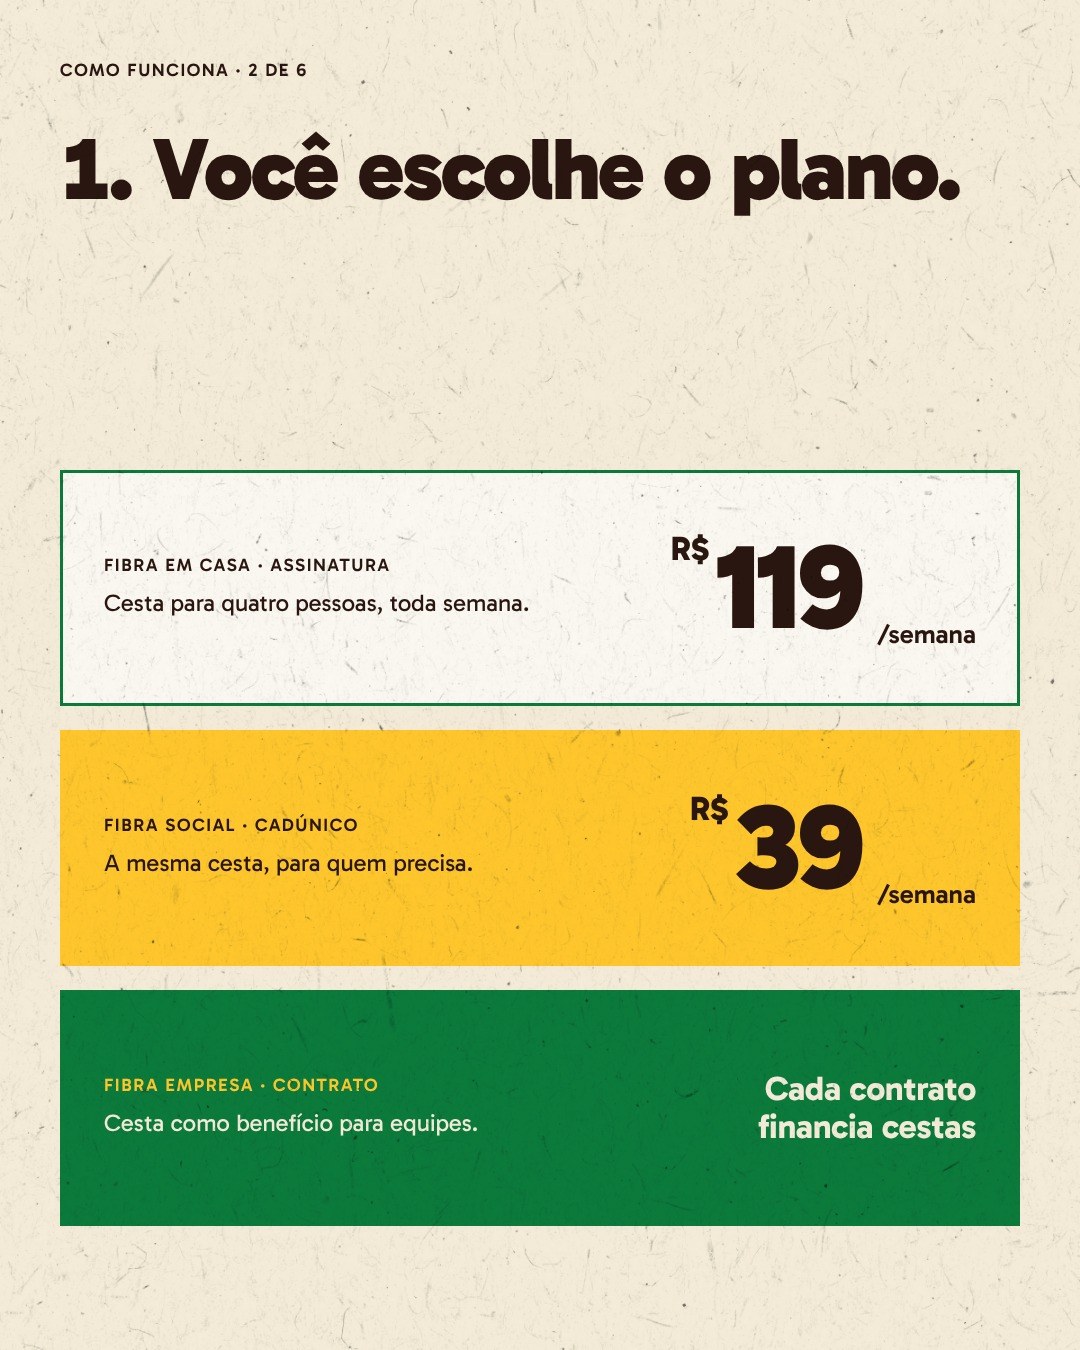 COMO FUNCIONA · 2 DE 6
1. Você escolhe o plano.
FIBRA EM CASA · ASSINATURA
Cesta para quatro pessoas, toda semana.
R$ 119 /semana
FIBRA SOCIAL · CADÚNICO
A mesma cesta, para quem precisa.
R$ 39 /semana
FIBRA EMPRESA · CONTRATO
Cesta como benefício para equipes.
Cada contrato
financia cestas